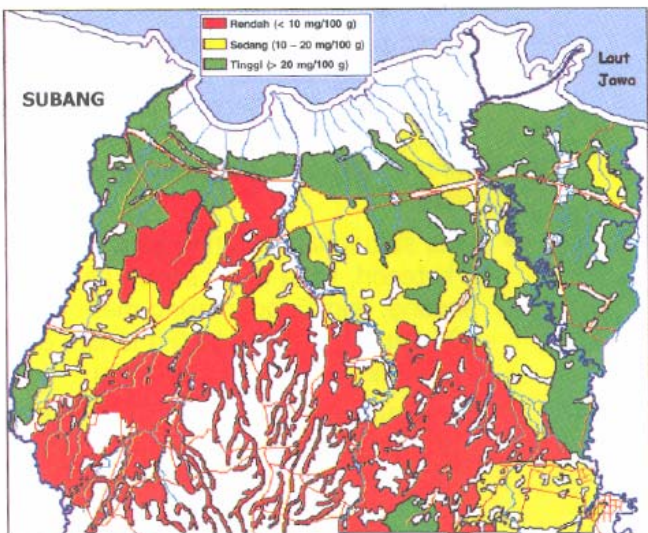 Rendah (< 10 mg/100 g)
Sedang (10 – 20 mg/100 g)
Tinggi (> 20 mg/100 g)
Laut
Jawa
SUBANG